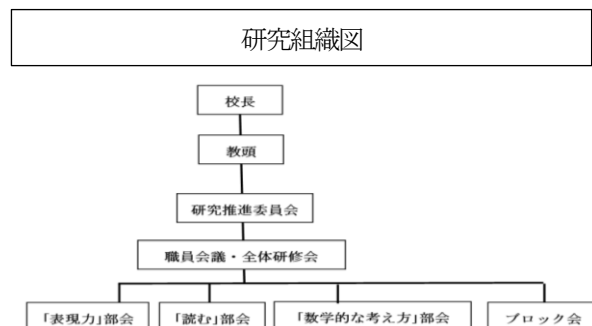 研究組織図
校長
教頭
研究推進委員会
職員会議・全体研修会
「表現力」部会
「読む」部会
「数学的な考え方」部会
ブロック会